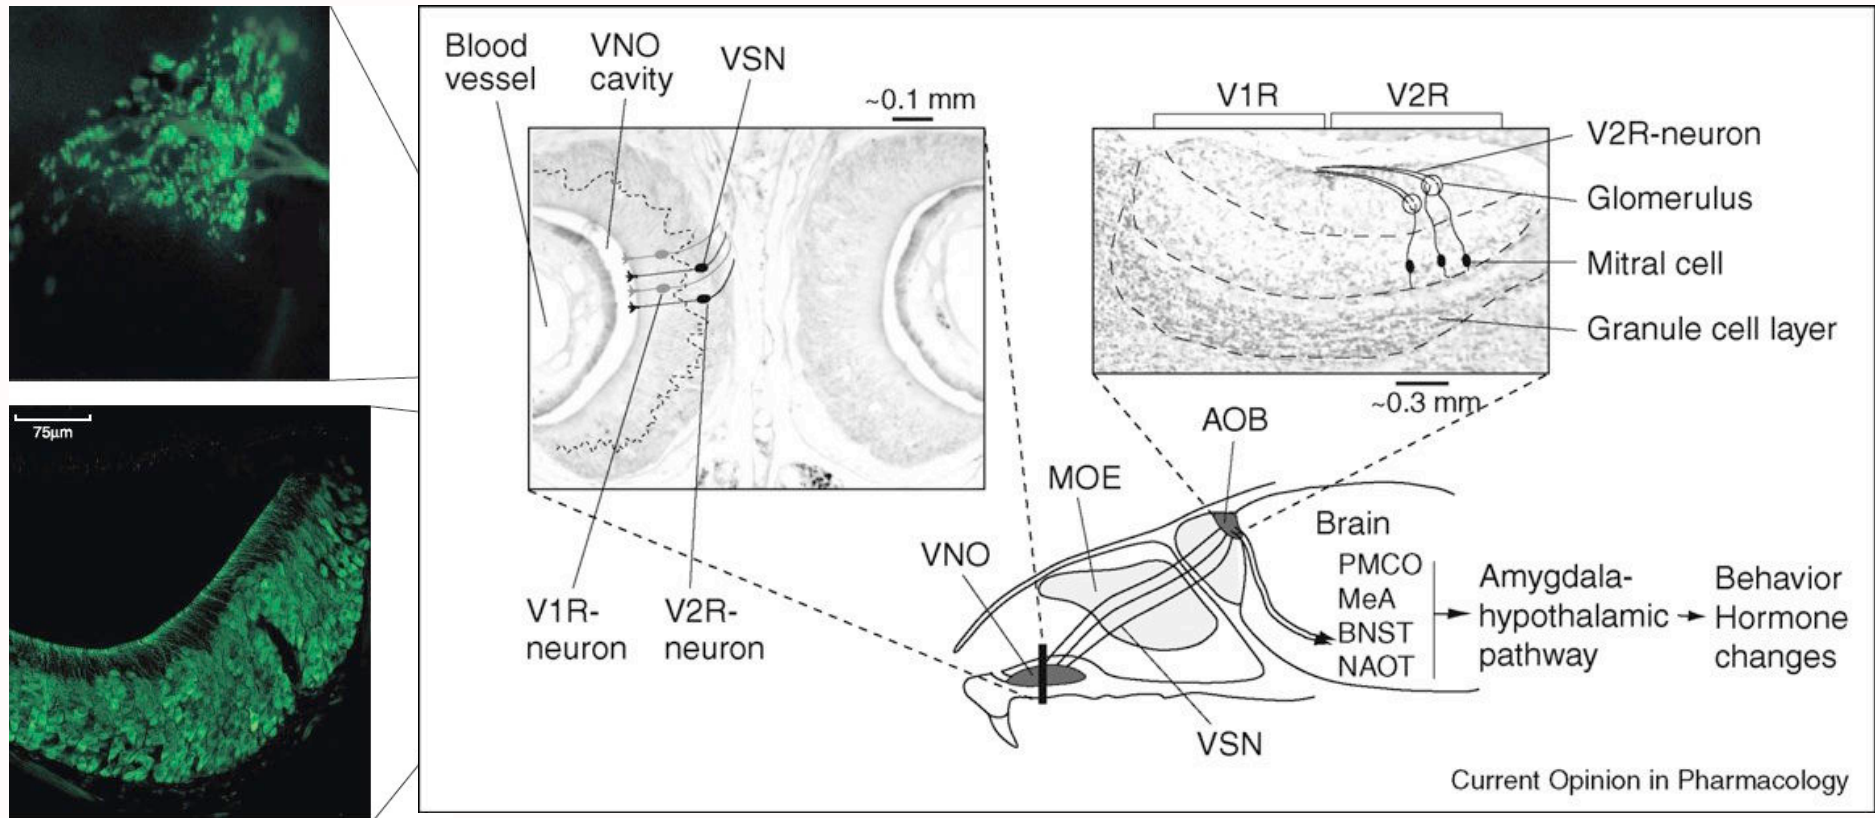 75µm
Blood
vessel
VNO
cavity
VSN
~0.1 mm
V1R-
neuron
V2R-
neuron
V1R
V2R
V2R-neuron
Glomerulus
Mitral cell
Granule cell layer
~0.3 mm
AOB
MOE
VNO
VSN
Brain
PMCO
MeA
BNST
NAOT
Amygdala-
hypothalamic
pathway
Behavior
Hormone
changes
Current Opinion in Pharmacology